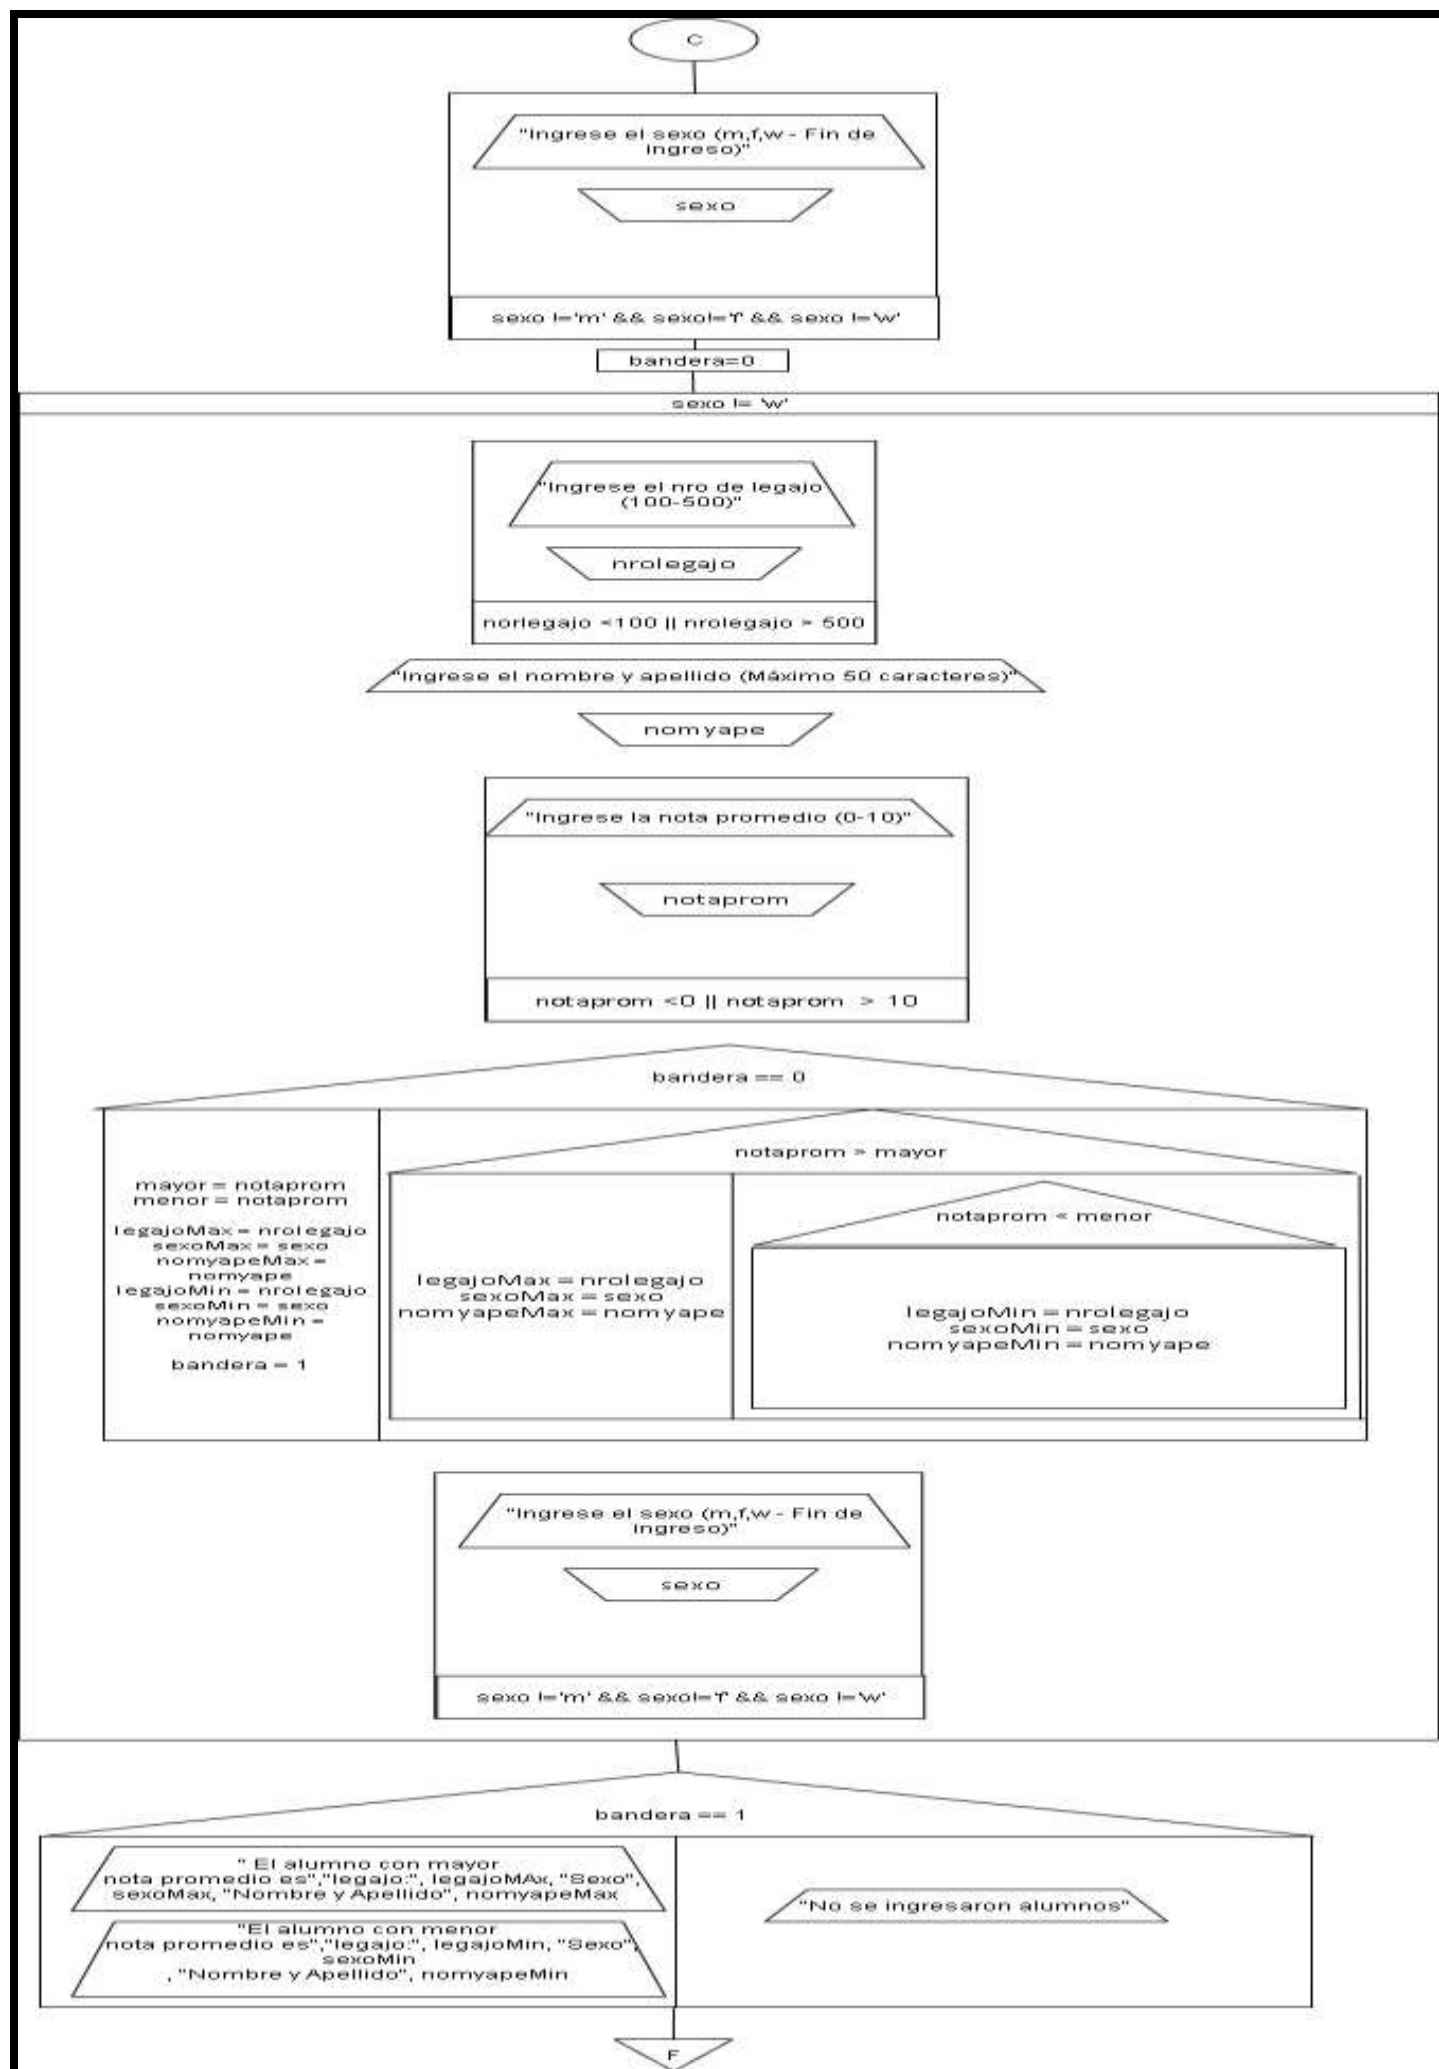 C
"Ingrese el sexo (m,f,w - Fin de
ingreso)"
sexo
sexo !='m' && sexo!='f' && sexo !='w'
bandera=0
sexo != 'w'
"Ingrese el nro de legajo
(100-500)"
nrolegajo
norlegajo <100 || nrolegajo > 500
"Ingrese el nombre y apellido (Máximo 50 caracteres)"
nomyape
"Ingrese la nota promedio (0-10)"
notaprom
notaprom <0 || notaprom > 10
bandera == 0
mayor = notaprom
menor = notaprom
legajoMax = nrolegajo
sexoMax = sexo
nomyapeMax =
nomyape
legajoMin = nrolegajo
sexoMin = sexo
nomyapeMin =
nomyape
bandera = 1
notaprom > mayor
legajoMax = nrolegajo
sexoMax = sexo
nomyapeMax = nomyape
notaprom < menor
legajoMin = nrolegajo
sexoMin = sexo
nomyapeMin = nomyape
"Ingrese el sexo (m,f,w - Fin de
ingreso)"
sexo
sexo !='m' && sexo!='f' && sexo !='w'
bandera == 1
" El alumno con mayor
nota promedio es","legajo:", legajoMAx, "Sexo",
sexoMax, "Nombre y Apellido", nomyapeMax
"El alumno con menor
nota promedio es","legajo:", legajoMin, "Sexo",
sexoMin
, "Nombre y Apellido", nomyapeMin
"No se ingresaron alumnos"
F